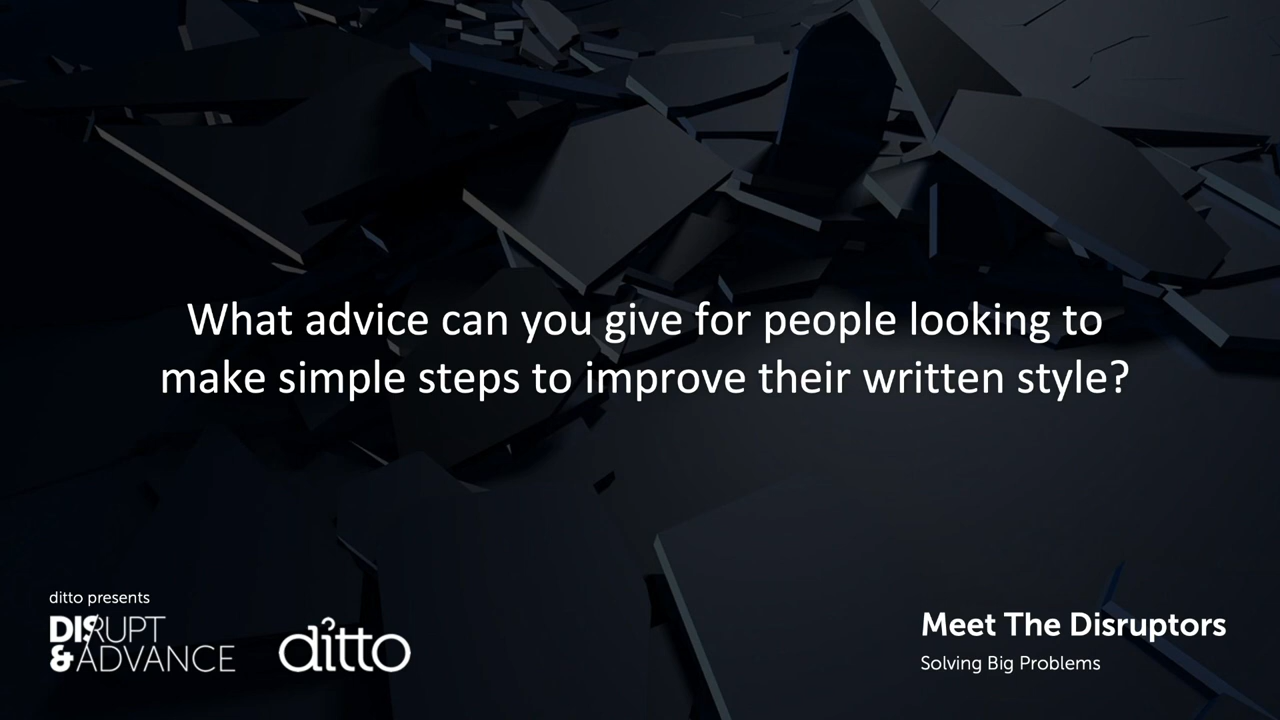 What advice can you give for people looking to
make simple steps to improve their written style?
ditto presents
DISRUPT
&ADVANCE
ditto
Meet The Disruptors
Solving Big Problems